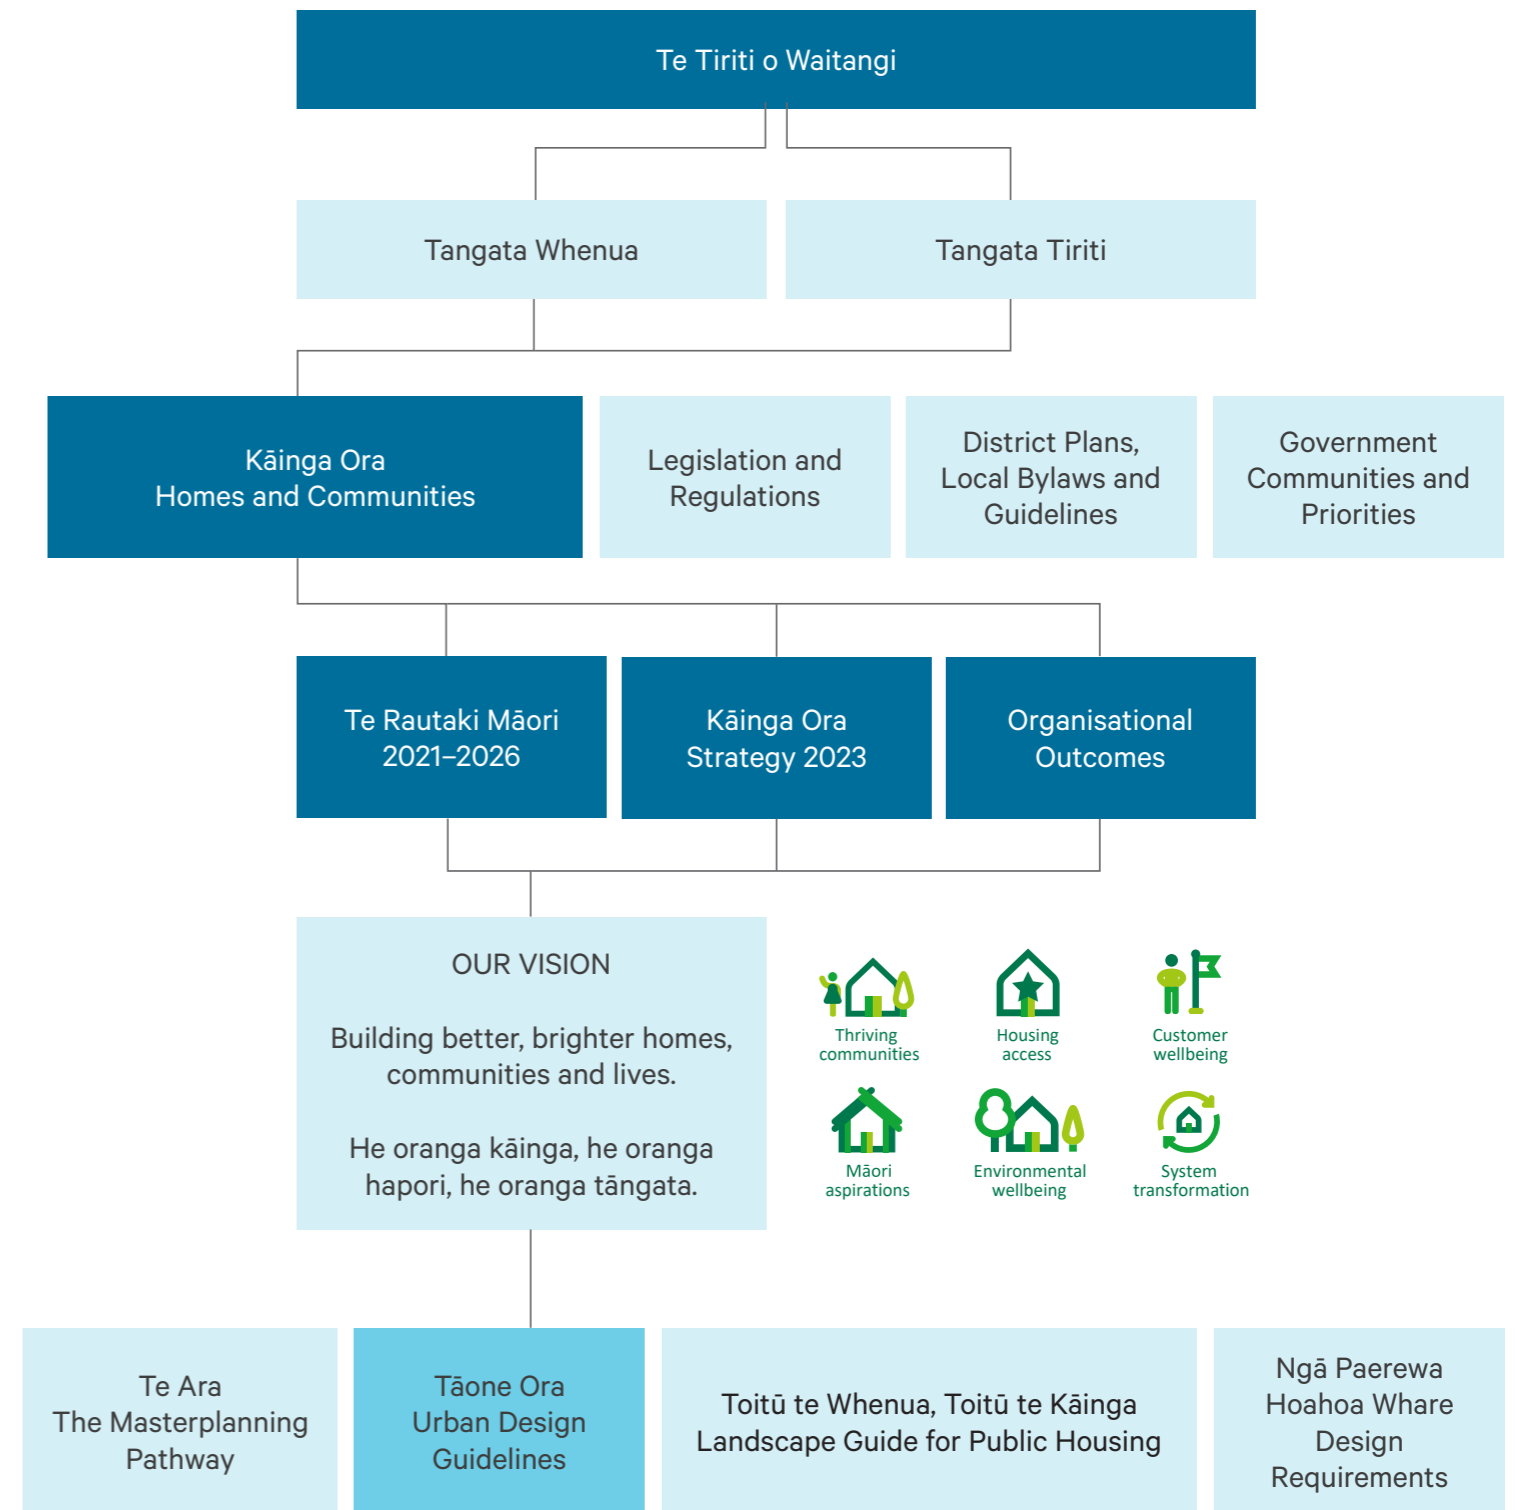 Te Tiriti o Waitangi
Tangata Whenua
Tangata Tiriti
Kāinga Ora
Homes and Communities
Legislation and
Regulations
District Plans,
Local Bylaws and
Guidelines
Government
Communities and
Priorities
Te Rautaki Māori
2021–2026
Kāinga Ora
Strategy 2023
Organisational
Outcomes
OUR VISION
Building better, brighter homes,
communities and lives.
He oranga kāinga, he oranga
hapori, he oranga tāngata.
Thriving
communities
Housing
access
Customer
wellbeing
Māori
aspirations
Environmental
wellbeing
System
transformation
Te Ara
The Masterplanning
Pathway
Tāone Ora
Urban Design
Guidelines
Toitū te Whenua, Toitū te Kāinga
Landscape Guide for Public Housing
Ngā Paerewa
Hoahoa Whare
Design
Requirements